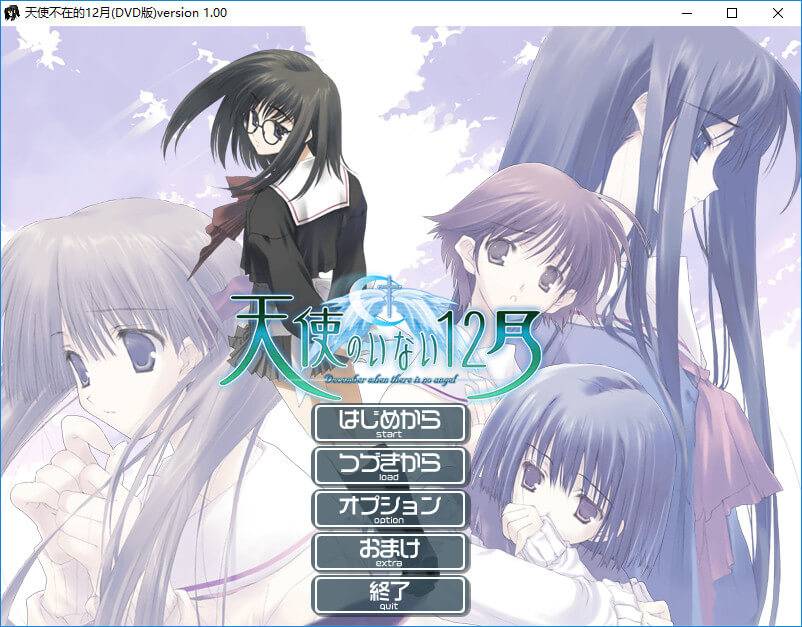 天使不在的12月(DVD版)version 1.00
天使のいない12月
December when there is no angel
はじめから
start
つづきから
load
オプション
option
おまけ
extra
終了
quit